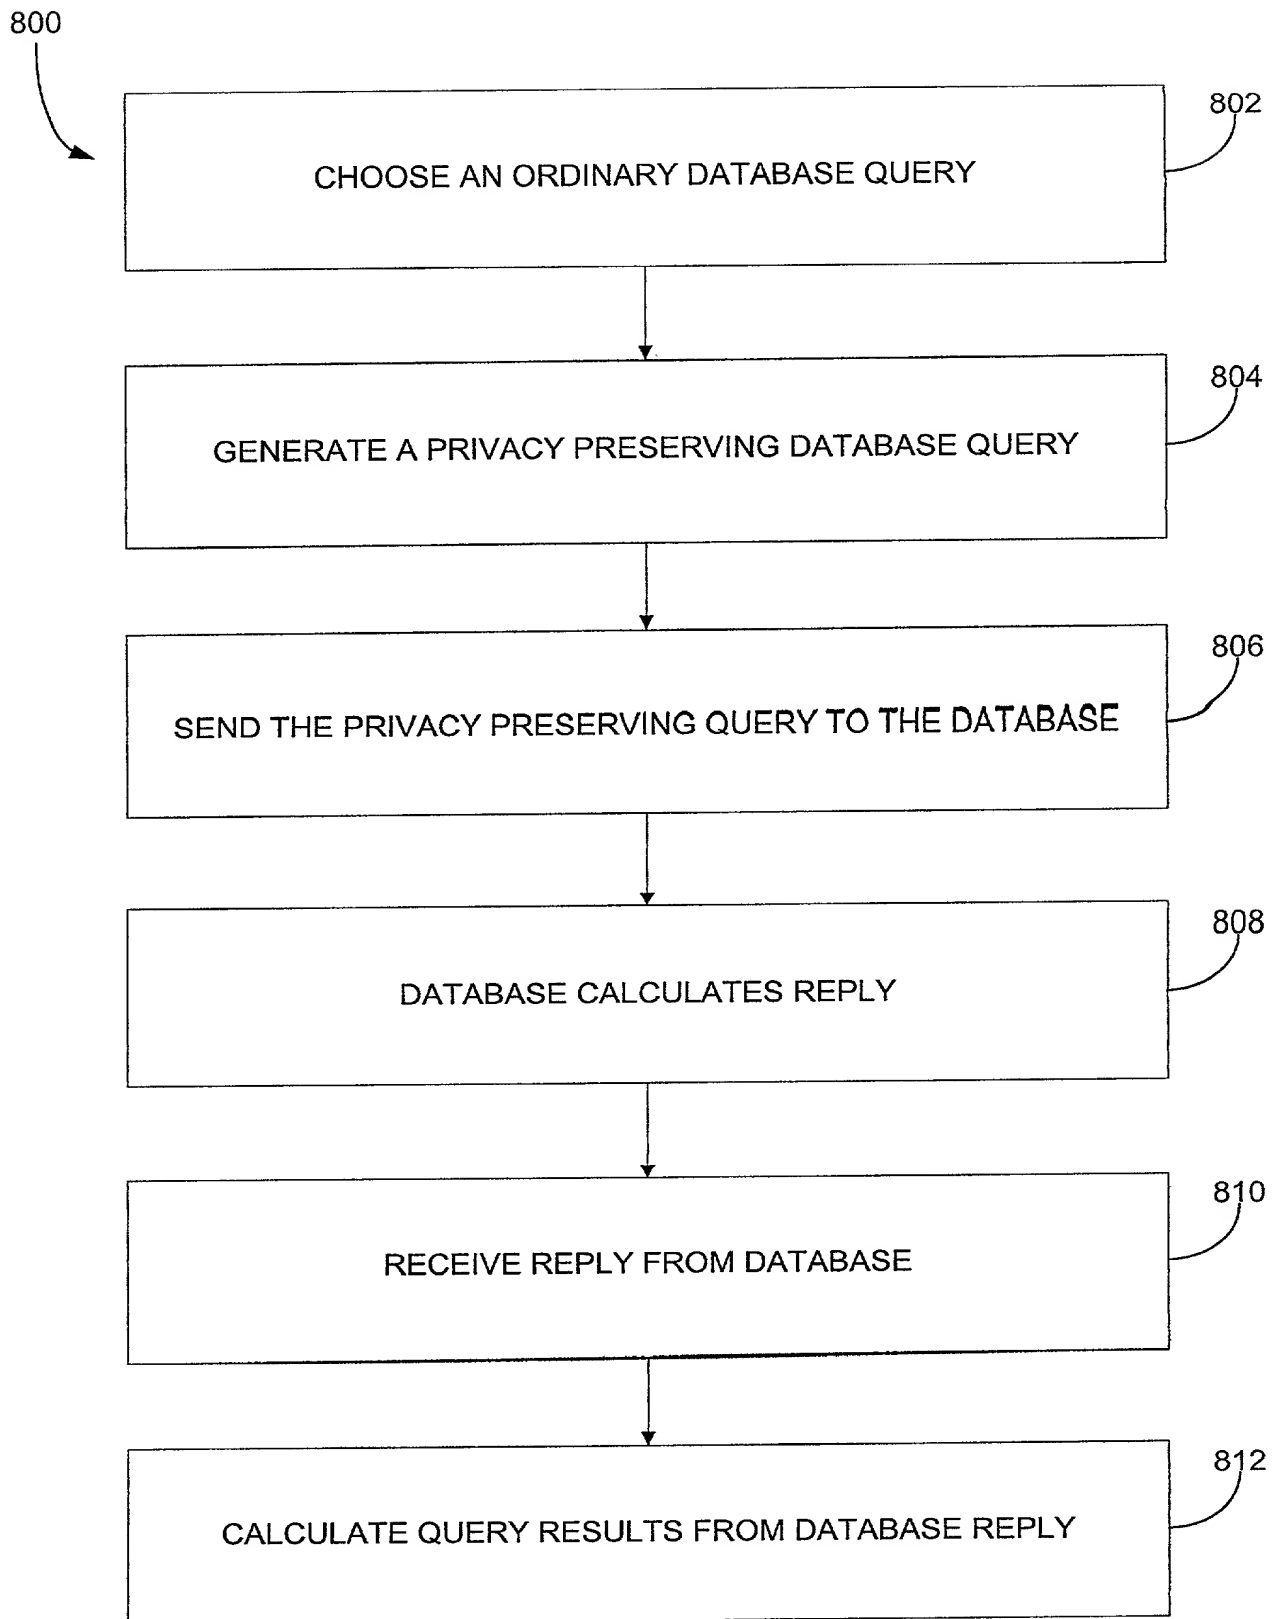 800
802
CHOOSE AN ORDINARY DATABASE QUERY
804
GENERATE A PRIVACY PRESERVING DATABASE QUERY
806
SEND THE PRIVACY PRESERVING QUERY TO THE DATABASE
808
DATABASE CALCULATES REPLY
810
RECEIVE REPLY FROM DATABASE
812
CALCULATE QUERY RESULTS FROM DATABASE REPLY